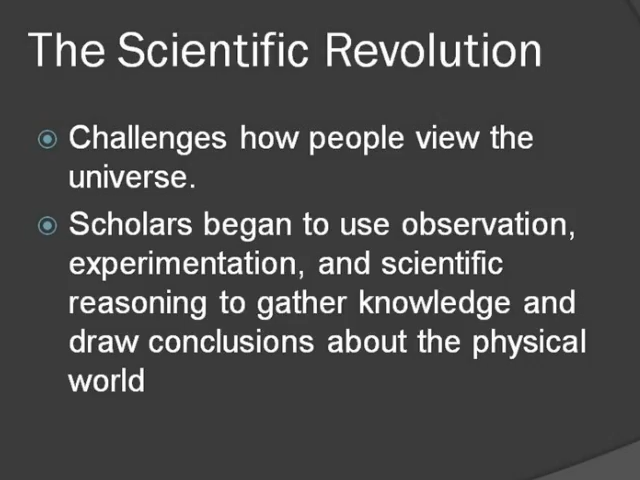 The Scientific Revolution
Challenges how people view the
universe.
Scholars began to use observation,
experimentation, and scientific
reasoning to gather knowledge and
draw conclusions about the physical
world